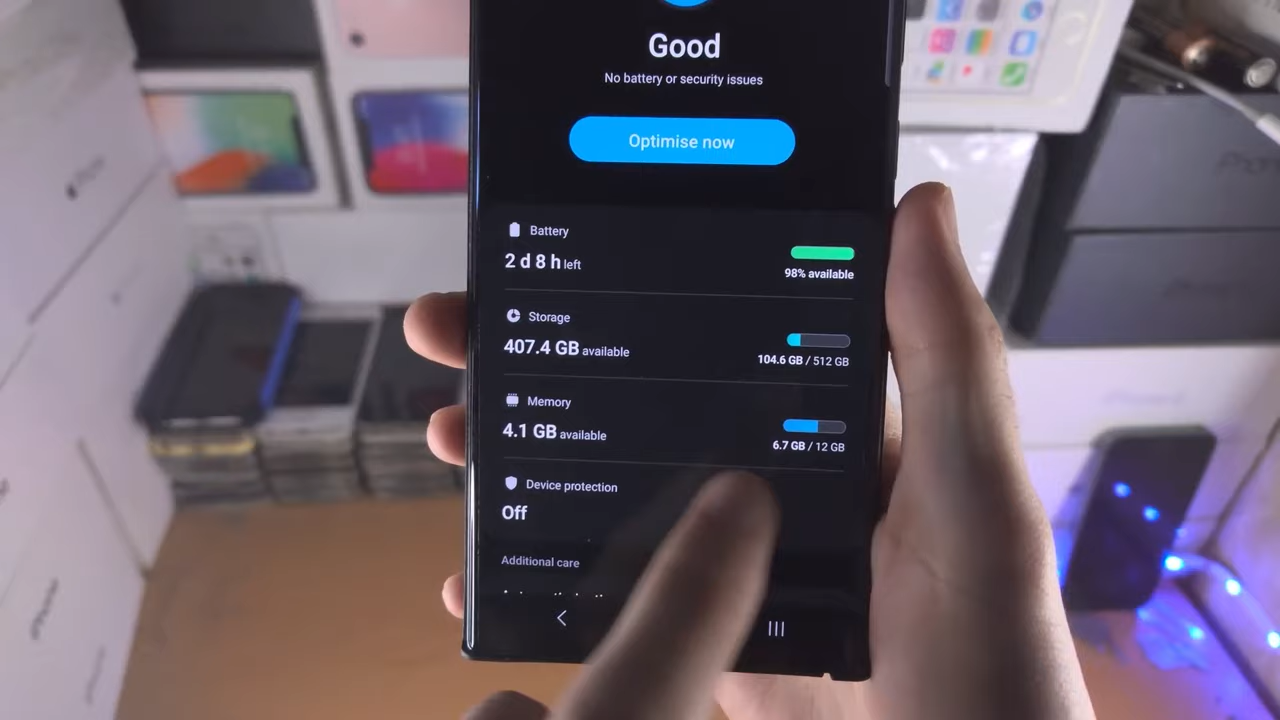 Good
No battery or security issues
Optimise now
Battery
2 d 8 h left
98% available
Storage
407.4 GB available
104.6 GB / 512 GB
Memory
4.1 GB available
6.7 GB / 12 GB
Device protection
Off
Additional care